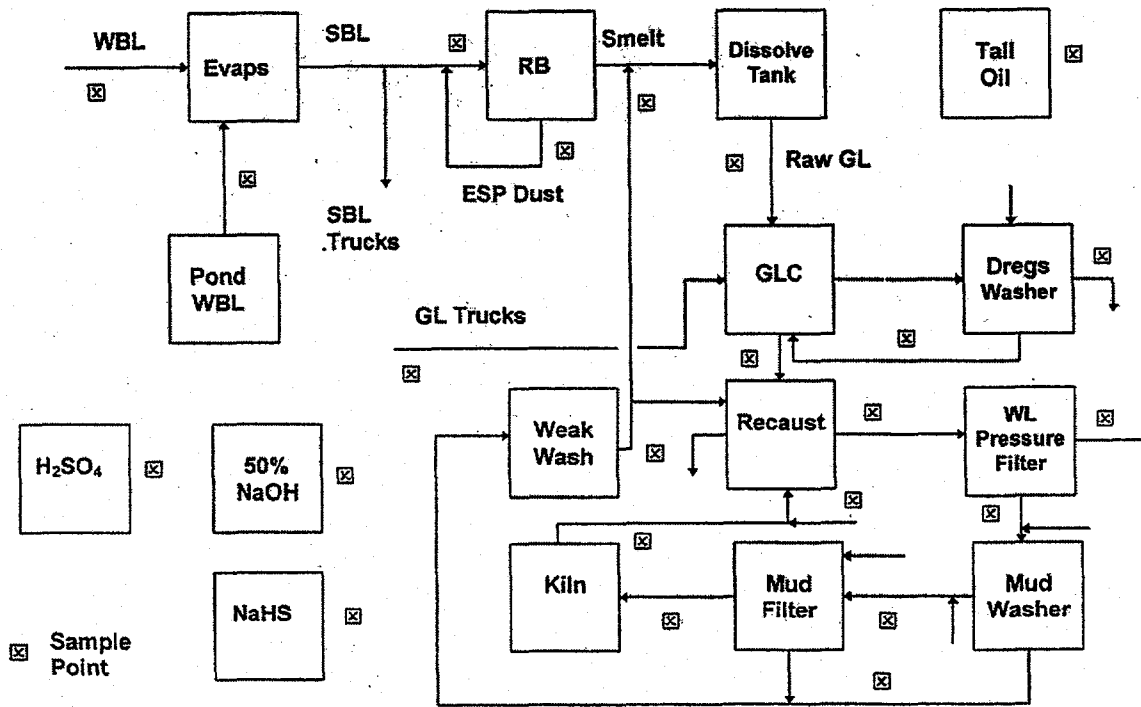 WBL
SBL
Smelt
Evaps
RB
Dissolve
Tank
Tall
Oil
Raw GL
ESP Dust
SBL
.Trucks
Pond
WBL
GLC
Dregs
Washer
GL Trucks
Weak
Wash
Recaust
WL
Pressure
Filter
H₂SO₄
50%
NaOH
Kiln
Mud
Filter
Mud
Washer
NaHS
Sample
Point